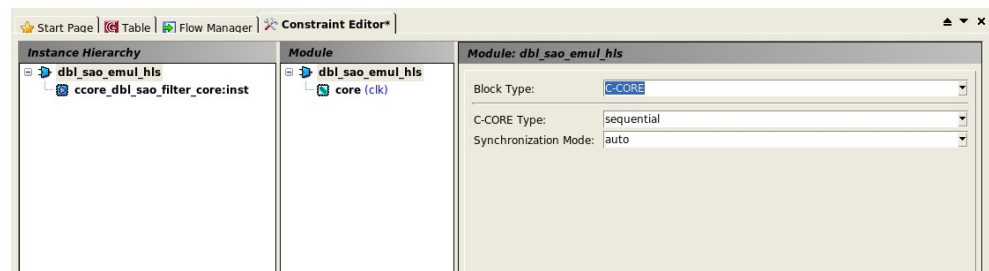 Start Page Table Flow Manager Constraint Editor*
Instance Hierarchy
dbl_sao_emul_hls
ccore_dbl_sao_filter_core:inst
Module
dbl_sao_emul_hls
core (clk)
Module: dbl_sao_emul_hls
Block Type: C-CORE
C-CORE Type: sequential
Synchronization Mode: auto